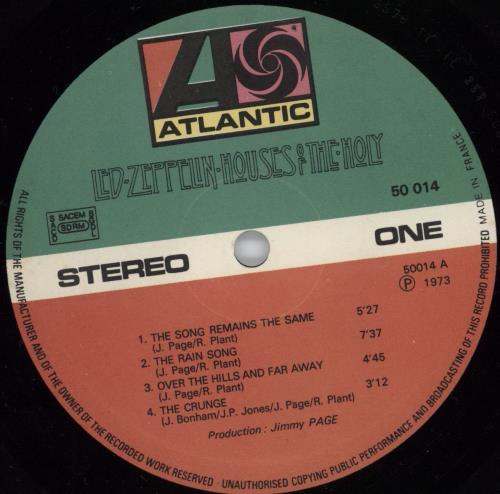 ATLANTIC
LED·ZEPPELIN·HOUSES OF·THE·HOLY
50 014
SACEM
SACD
SDRM
SGDL
STEREO
ONE
50014 A
Ⓟ 1973
1. THE SONG REMAINS THE SAME 5'27
(J. Page/R. Plant)
2. THE RAIN SONG 7'37
(J. Page/R. Plant)
3. OVER THE HILLS AND FAR AWAY 4'45
(J. Page/R. Plant)
4. THE CRUNGE 3'12
(J. Bonham/J.P. Jones/J. Page/R. Plant)
Production : Jimmy PAGE
ALL RIGHTS OF THE MANUFACTURER AND OF THE OWNER OF THE RECORDED WORK RESERVED · UNAUTHORISED COPYING PUBLIC PERFORMANCE AND BROADCASTING OF THIS RECORD PROHIBITED MADE IN FRANCE